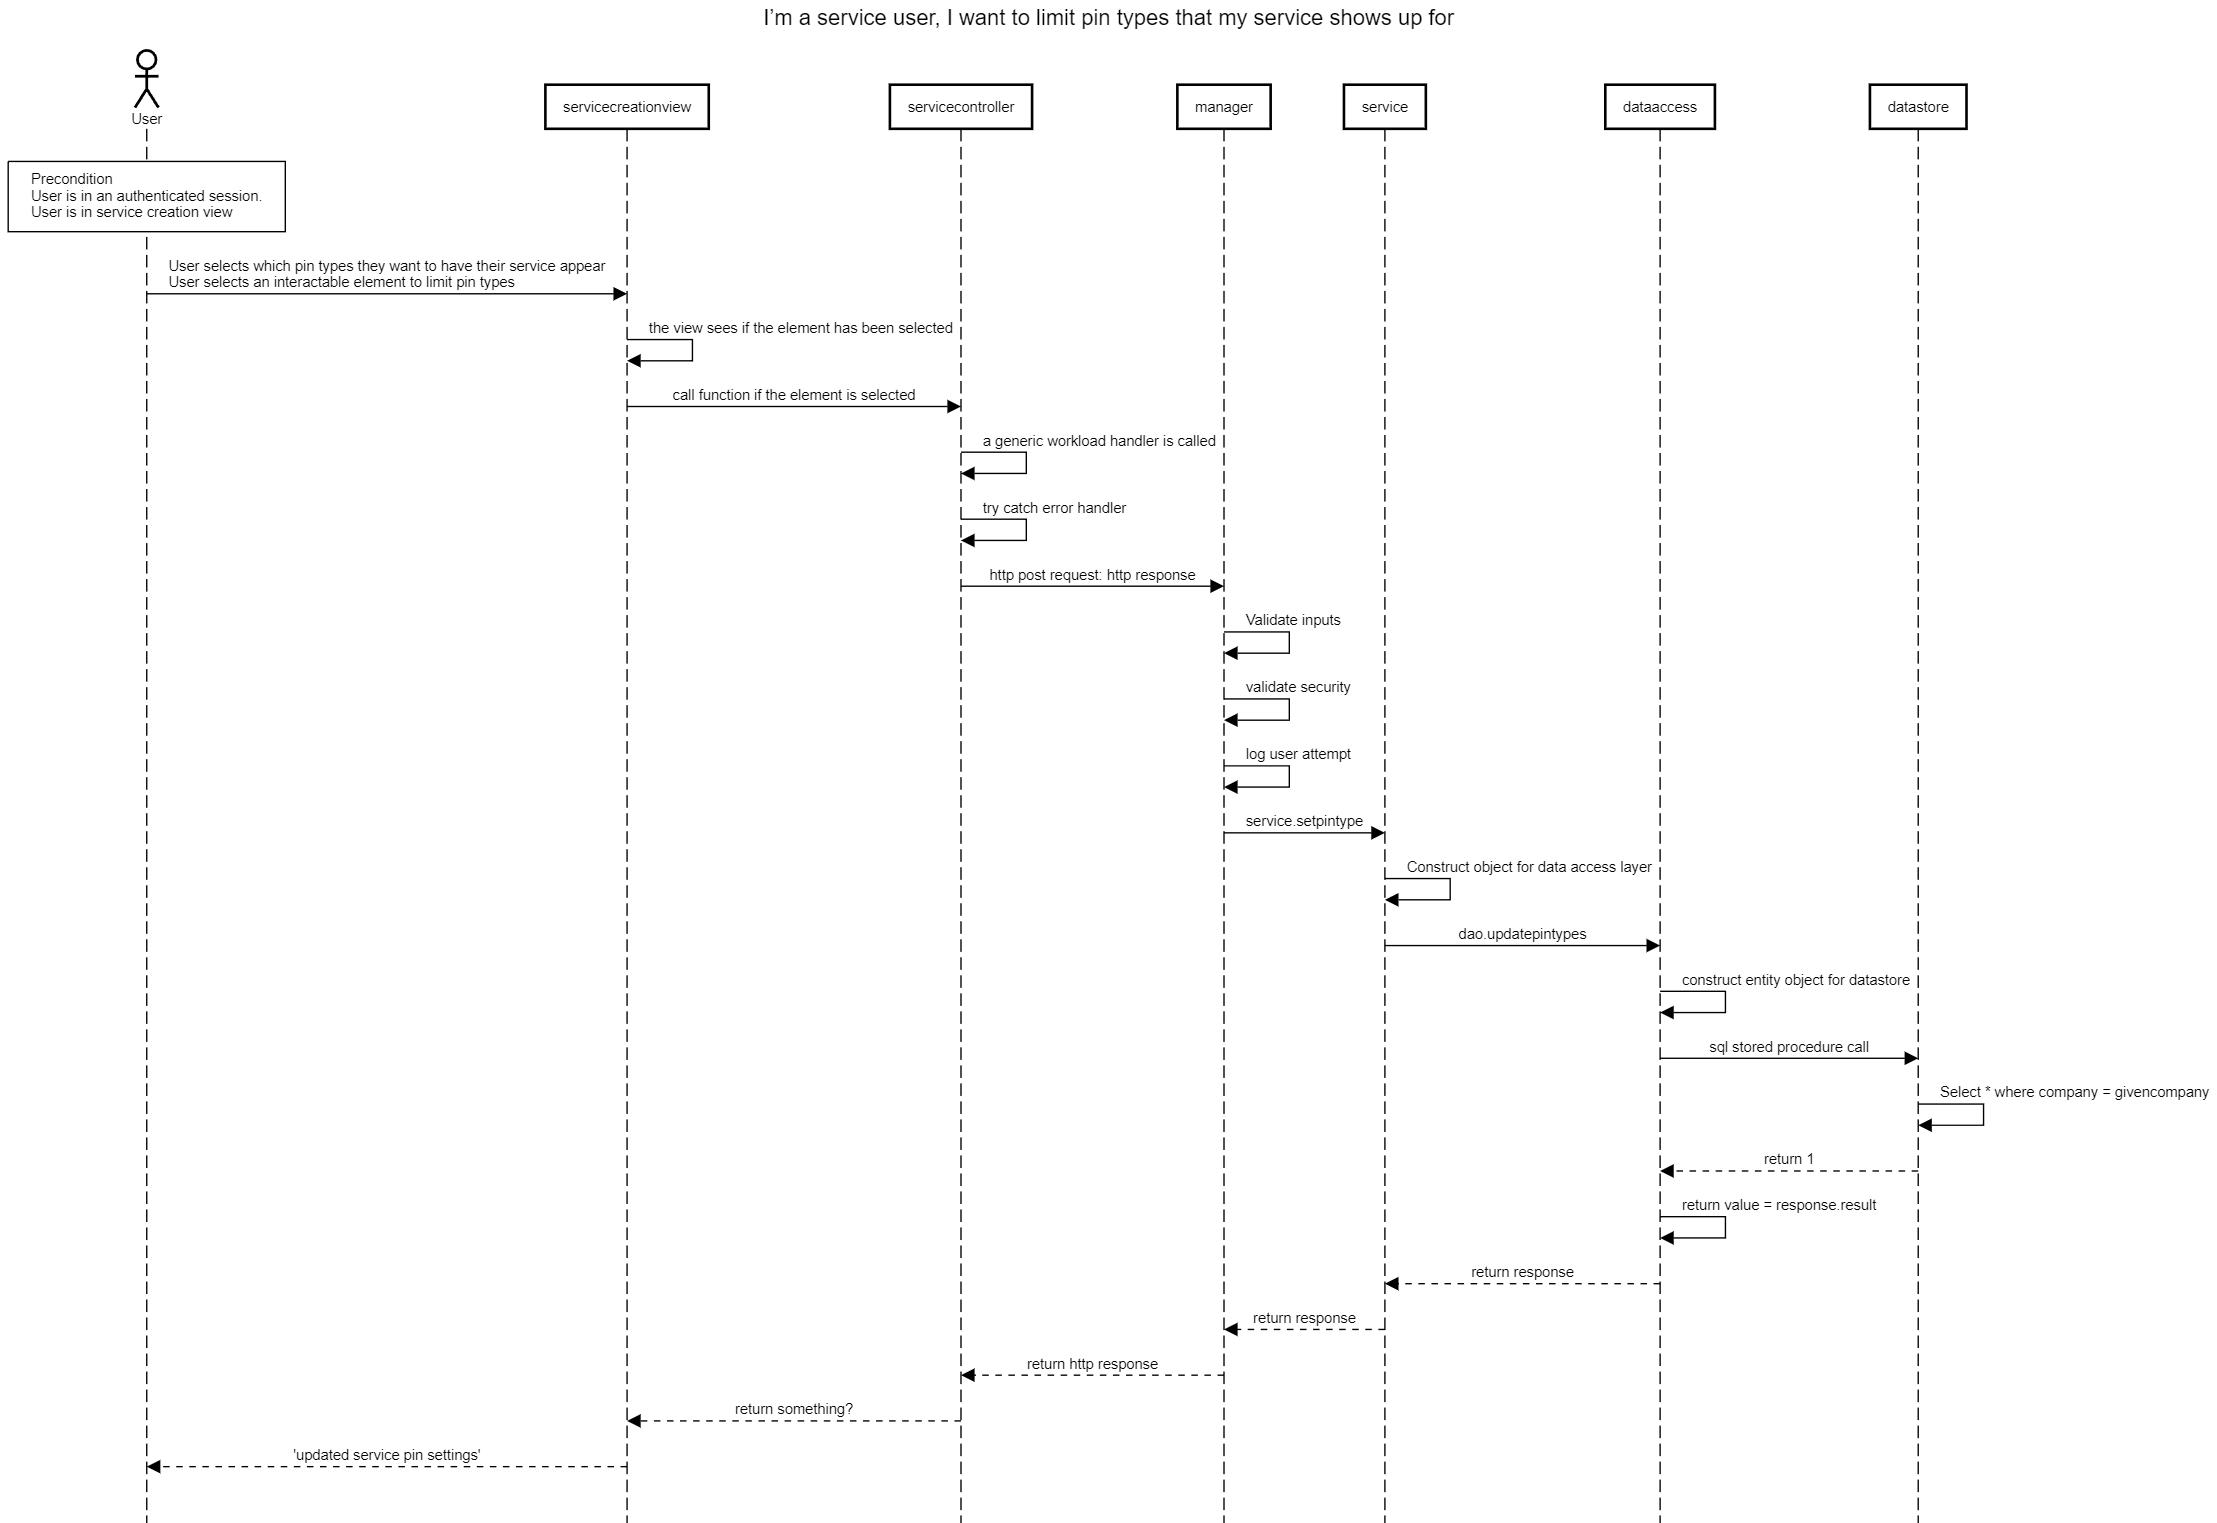 I’m a service user, I want to limit pin types that my service shows up for
User
servicecreationview
servicecontroller
manager
service
dataaccess
datastore
Precondition
User is in an authenticated session.
User is in service creation view
User selects which pin types they want to have their service appear
User selects an interactable element to limit pin types
the view sees if the element has been selected
call function if the element is selected
a generic workload handler is called
try catch error handler
http post request: http response
Validate inputs
validate security
log user attempt
service.setpintype
Construct object for data access layer
dao.updatepintypes
construct entity object for datastore
sql stored procedure call
Select * where company = givencompany
return 1
return value = response.result
return response
return response
return http response
return something?
'updated service pin settings'